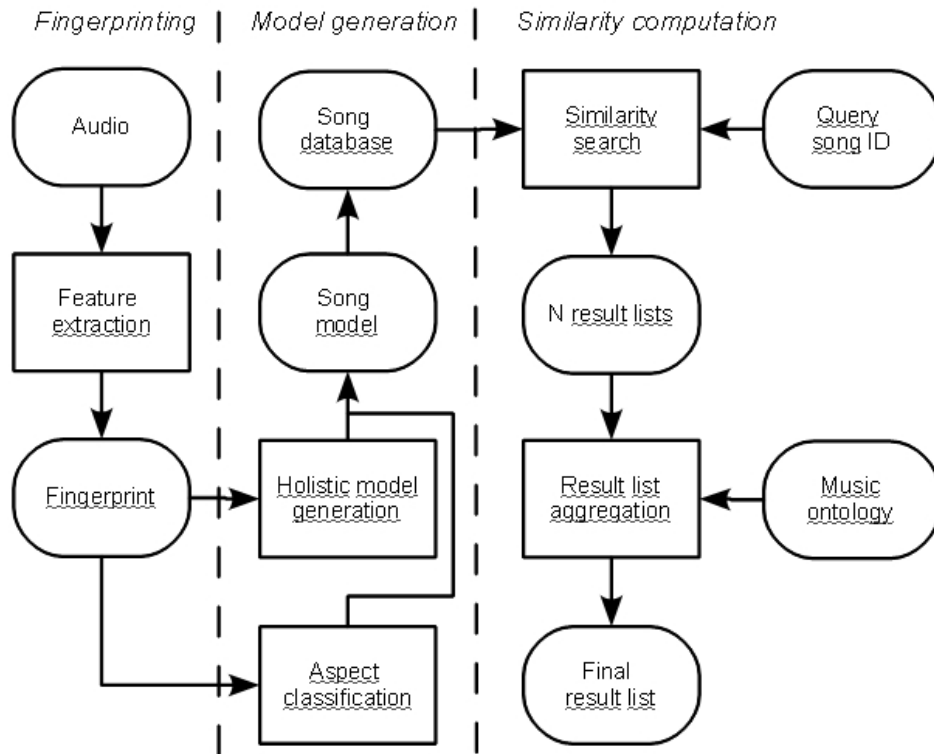 Fingerprinting
Model generation
Similarity computation
Audio
Feature
extraction
Fingerprint
Song
database
Song
model
Holistic model
generation
Aspect
classification
Similarity
search
Query
song ID
N result lists
Result list
aggregation
Music
ontology
Final
result list